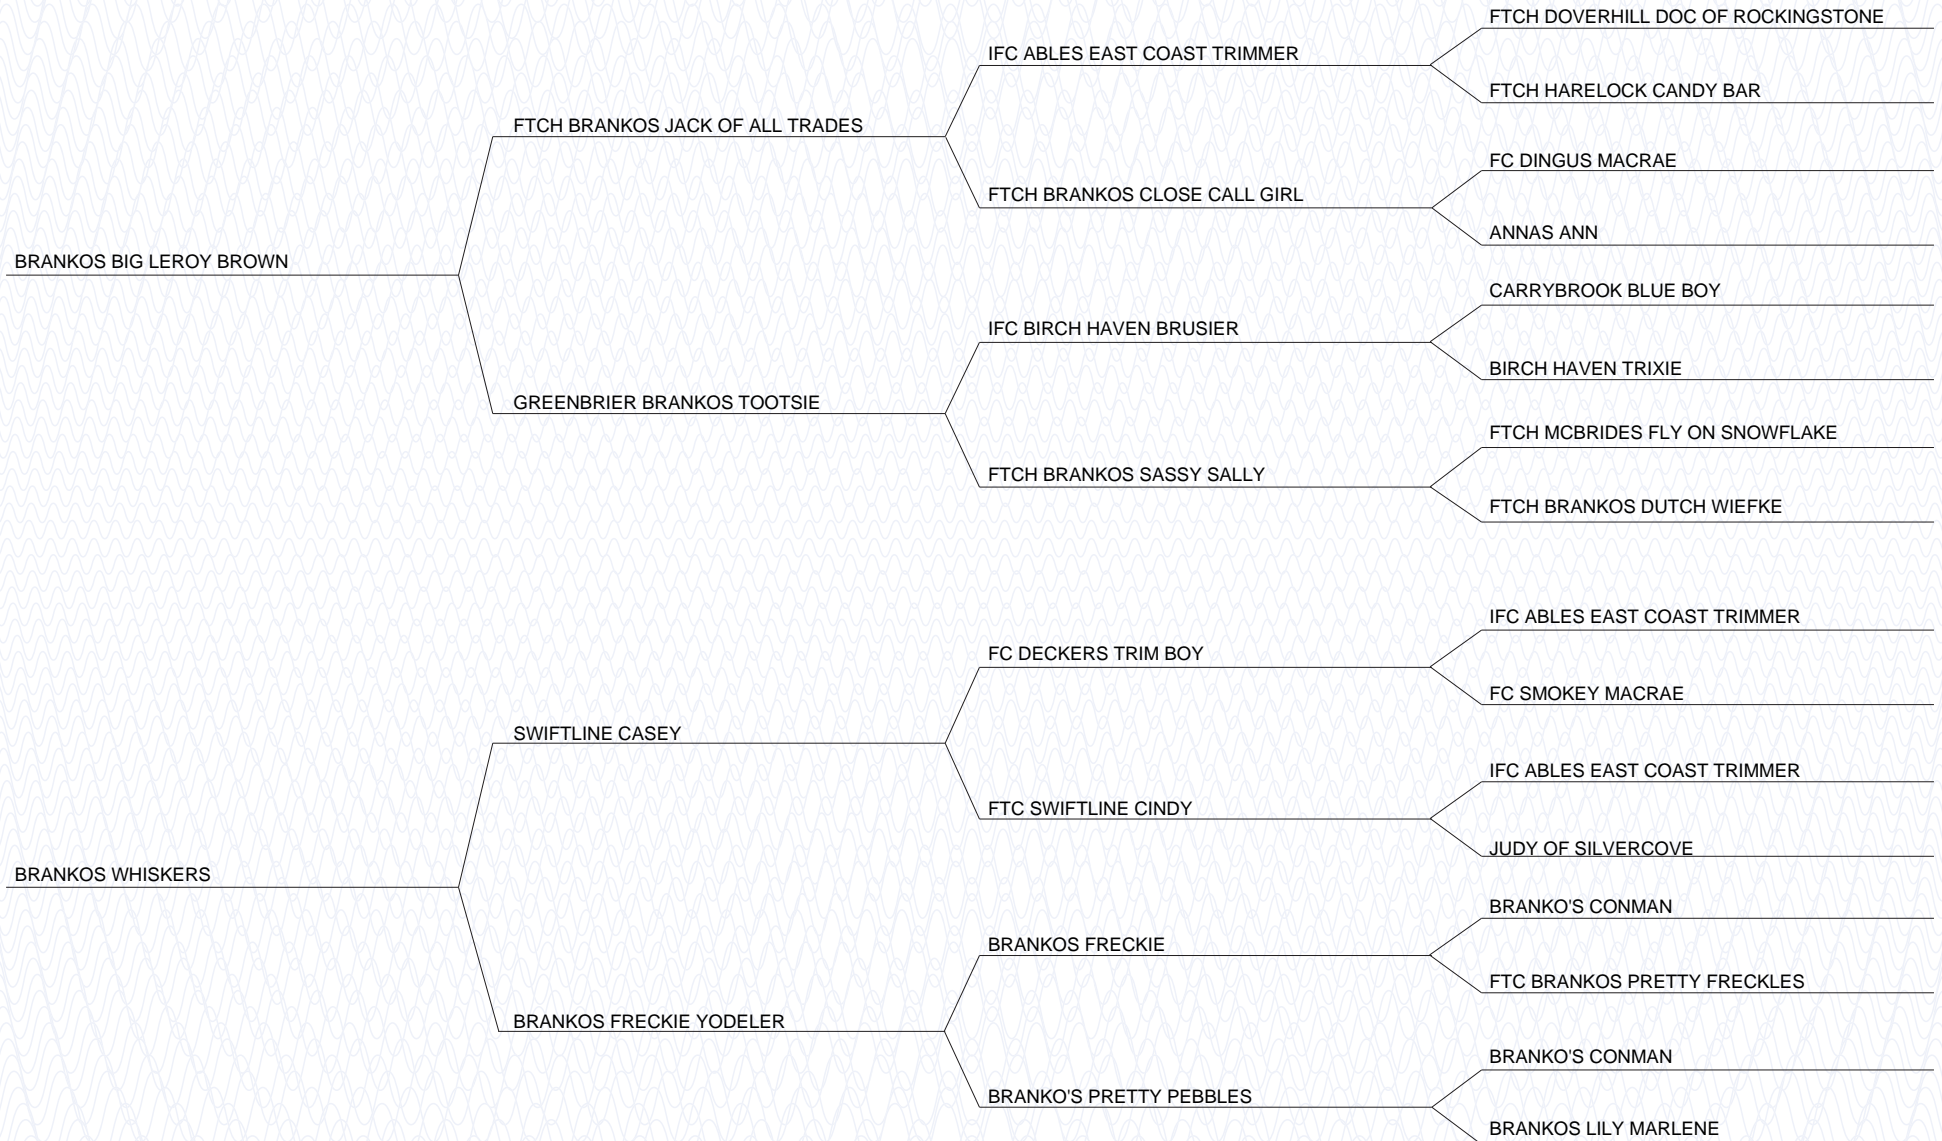 FTCH DOVERHILL DOC OF ROCKINGSTONE
IFC ABLES EAST COAST TRIMMER
FTCH HARELOCK CANDY BAR
FTCH BRANKOS JACK OF ALL TRADES
FC DINGUS MACRAE
FTCH BRANKOS CLOSE CALL GIRL
ANNAS ANN
BRANKOS BIG LEROY BROWN
CARRYBROOK BLUE BOY
IFC BIRCH HAVEN BRUSIER
BIRCH HAVEN TRIXIE
GREENBRIER BRANKOS TOOTSIE
FTCH MCBRIDES FLY ON SNOWFLAKE
FTCH BRANKOS SASSY SALLY
FTCH BRANKOS DUTCH WIEFKE
IFC ABLES EAST COAST TRIMMER
FC DECKERS TRIM BOY
FC SMOKEY MACRAE
SWIFTLINE CASEY
IFC ABLES EAST COAST TRIMMER
FTC SWIFTLINE CINDY
JUDY OF SILVERCOVE
BRANKOS WHISKERS
BRANKO'S CONMAN
BRANKOS FRECKIE
FTC BRANKOS PRETTY FRECKLES
BRANKOS FRECKIE YODELER
BRANKO'S CONMAN
BRANKO'S PRETTY PEBBLES
BRANKOS LILY MARLENE